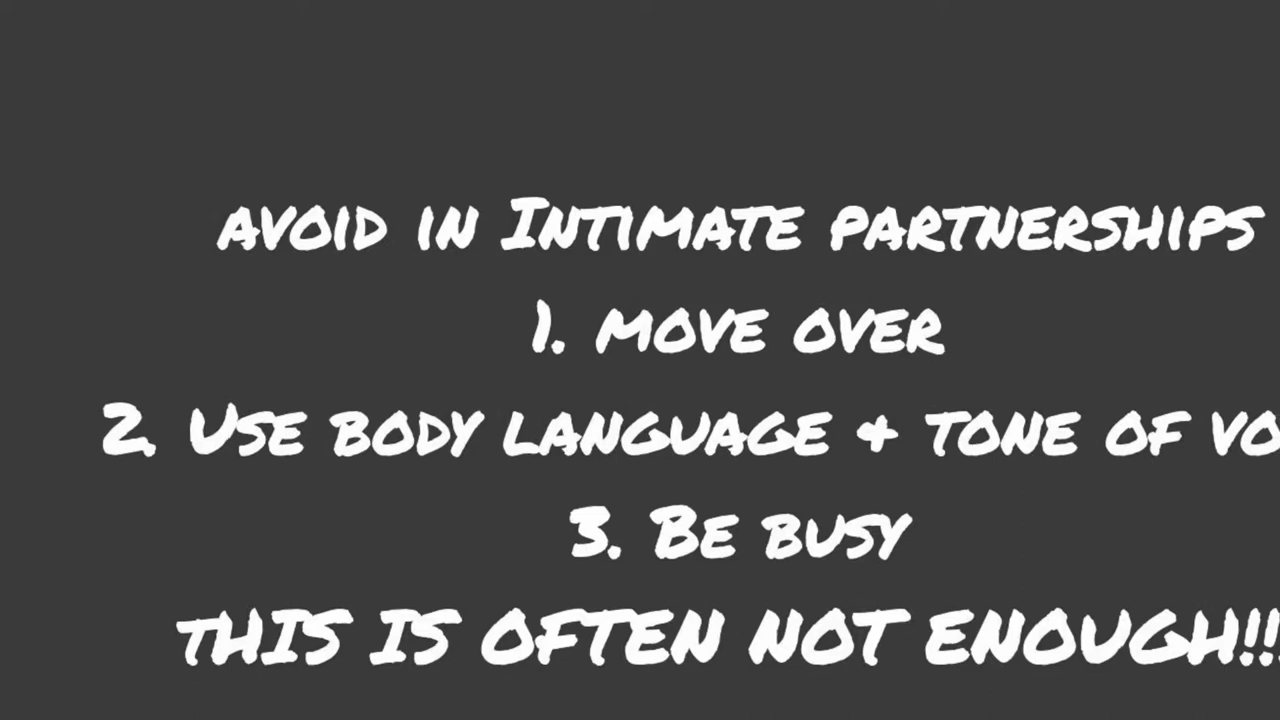 AVOID IN INTIMATE PARTNERSHIPS
1. MOVE OVER
2. USE BODY LANGUAGE & TONE OF
3. BE BUSY
THIS IS OFTEN NOT ENOUGH!!!